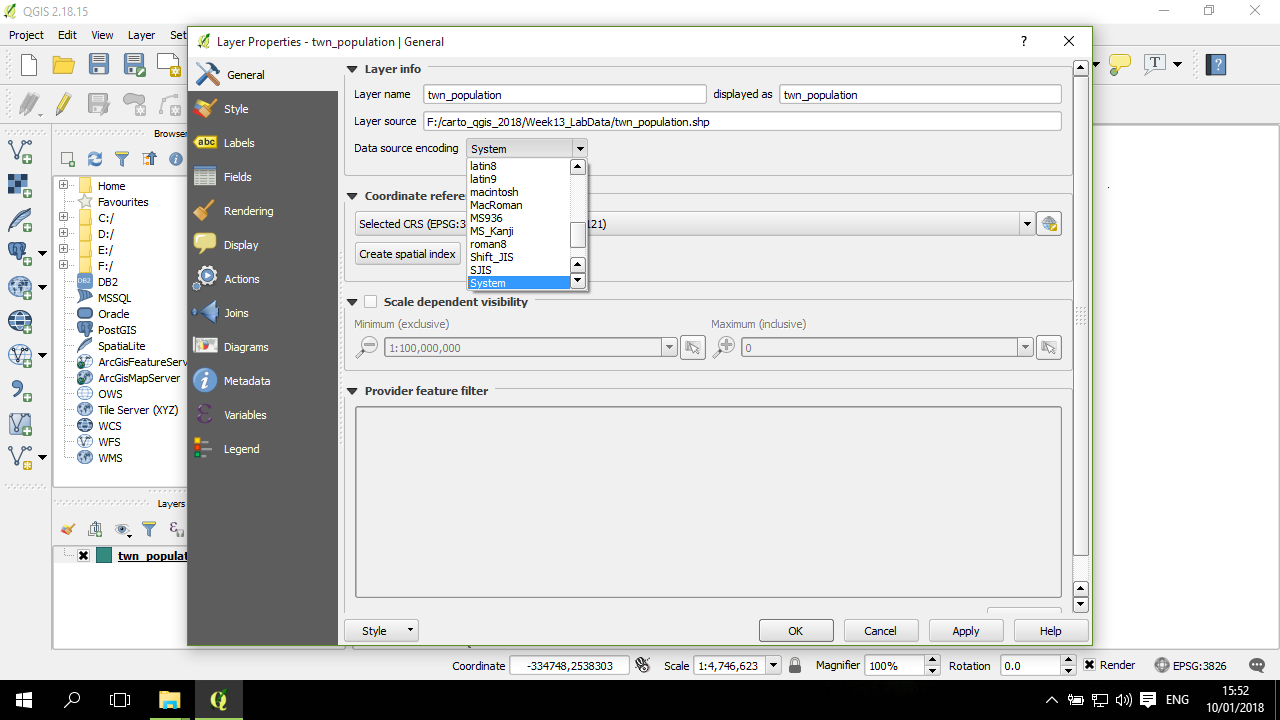 QGIS 2.18.15
Project Edit View Layer Set
Layer Properties - twn_population | General
?
General
Style
abc Labels
Fields
Rendering
Display
Actions
Joins
Diagrams
Metadata
Variables
Legend
Layer info
Layer name twn_population displayed as twn_population
Layer source F:/carto_qgis_2018/Week13_LabData/twn_population.shp
Data source encoding System
latin8
latin9
macintosh
MacRoman
MS936
MS_Kanji
roman8
Shift_JIS
SJIS
System
Coordinate refere
Selected CRS (EPSG:3 121)
Create spatial index
Scale dependent visibility
Minimum (exclusive) Maximum (inclusive)
1:100,000,000 0
Provider feature filter
Style OK Cancel Apply Help
Browser
Home
Favourites
C:/
D:/
E:/
F:/
DB2 DB2
MSSQL
Oracle
PostGIS
SpatiaLite
ArcGisFeatureServ
ArcGisMapServer
OWS
Tile Server (XYZ)
WCS
WFS
WMS
Layers
twn_populat
Coordinate -334748,2538303 Scale 1:4,746,623 Magnifier 100% Rotation 0.0 Render EPSG:3826
ENG 15:52
10/01/2018